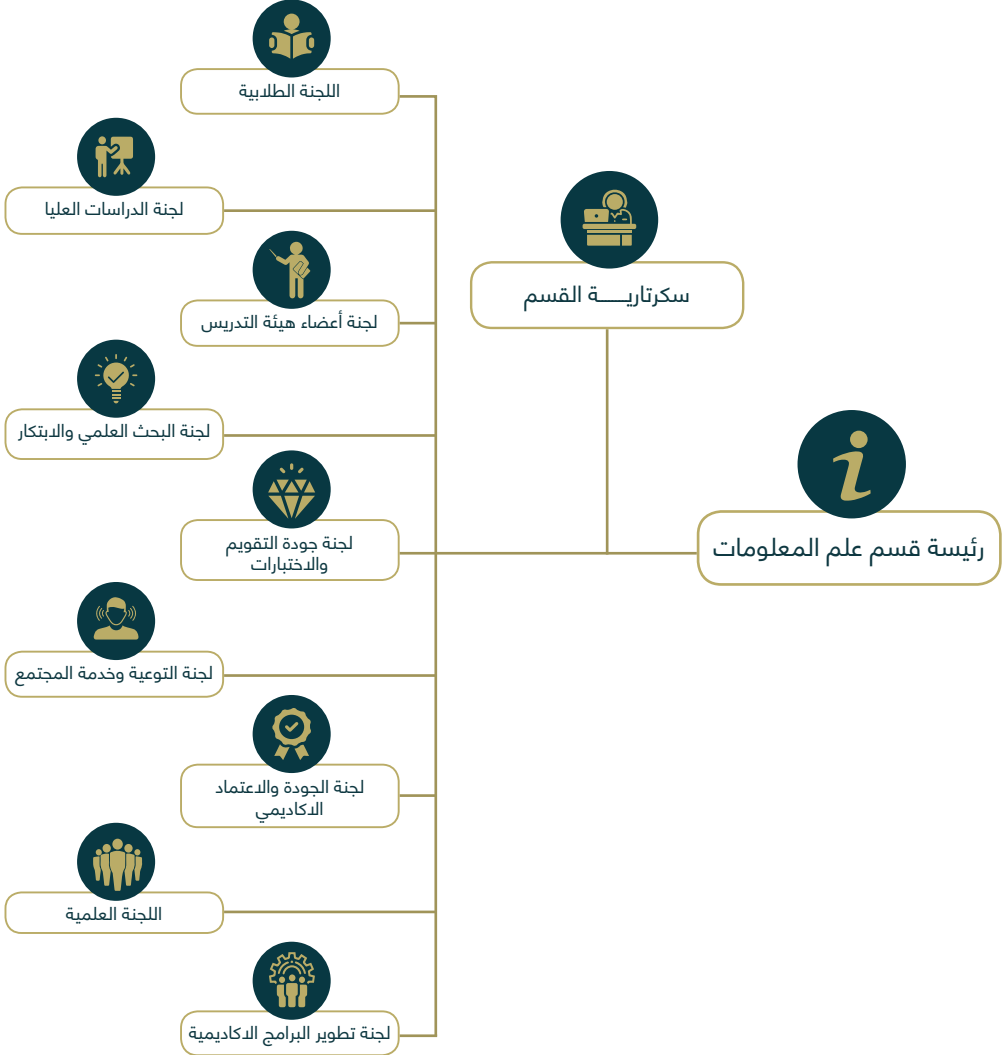 اللجنة الطلابية
لجنة الدراسات العليا
سكرتاريـــــة القسم
لجنة أعضاء هيئة التدريس
لجنة البحث العلمي والابتكار
رئيسة قسم علم المعلومات
لجنة جودة التقويم
والاختبارات
لجنة التوعية وخدمة المجتمع
لجنة الجودة والاعتماد
الاكاديمي
اللجنة العلمية
لجنة تطوير البرامج الاكاديمية